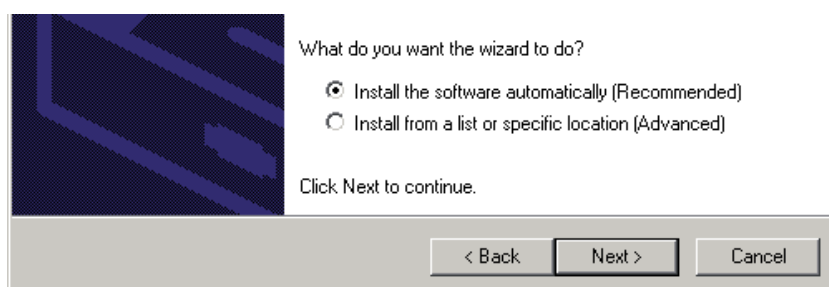 What do you want the wizard to do?
Install the software automatically (Recommended)
Install from a list or specific location (Advanced)
Click Next to continue.
< Back Next > Cancel